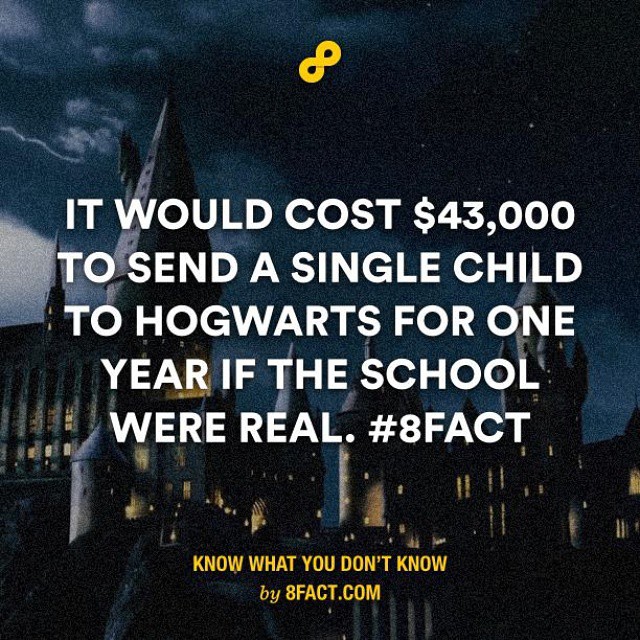 IT WOULD COST $43,000
TO SEND A SINGLE CHILD
TO HOGWARTS FOR ONE
YEAR IF THE SCHOOL
WERE REAL. #8FACT
KNOW WHAT YOU DON'T KNOW
by 8FACT.COM